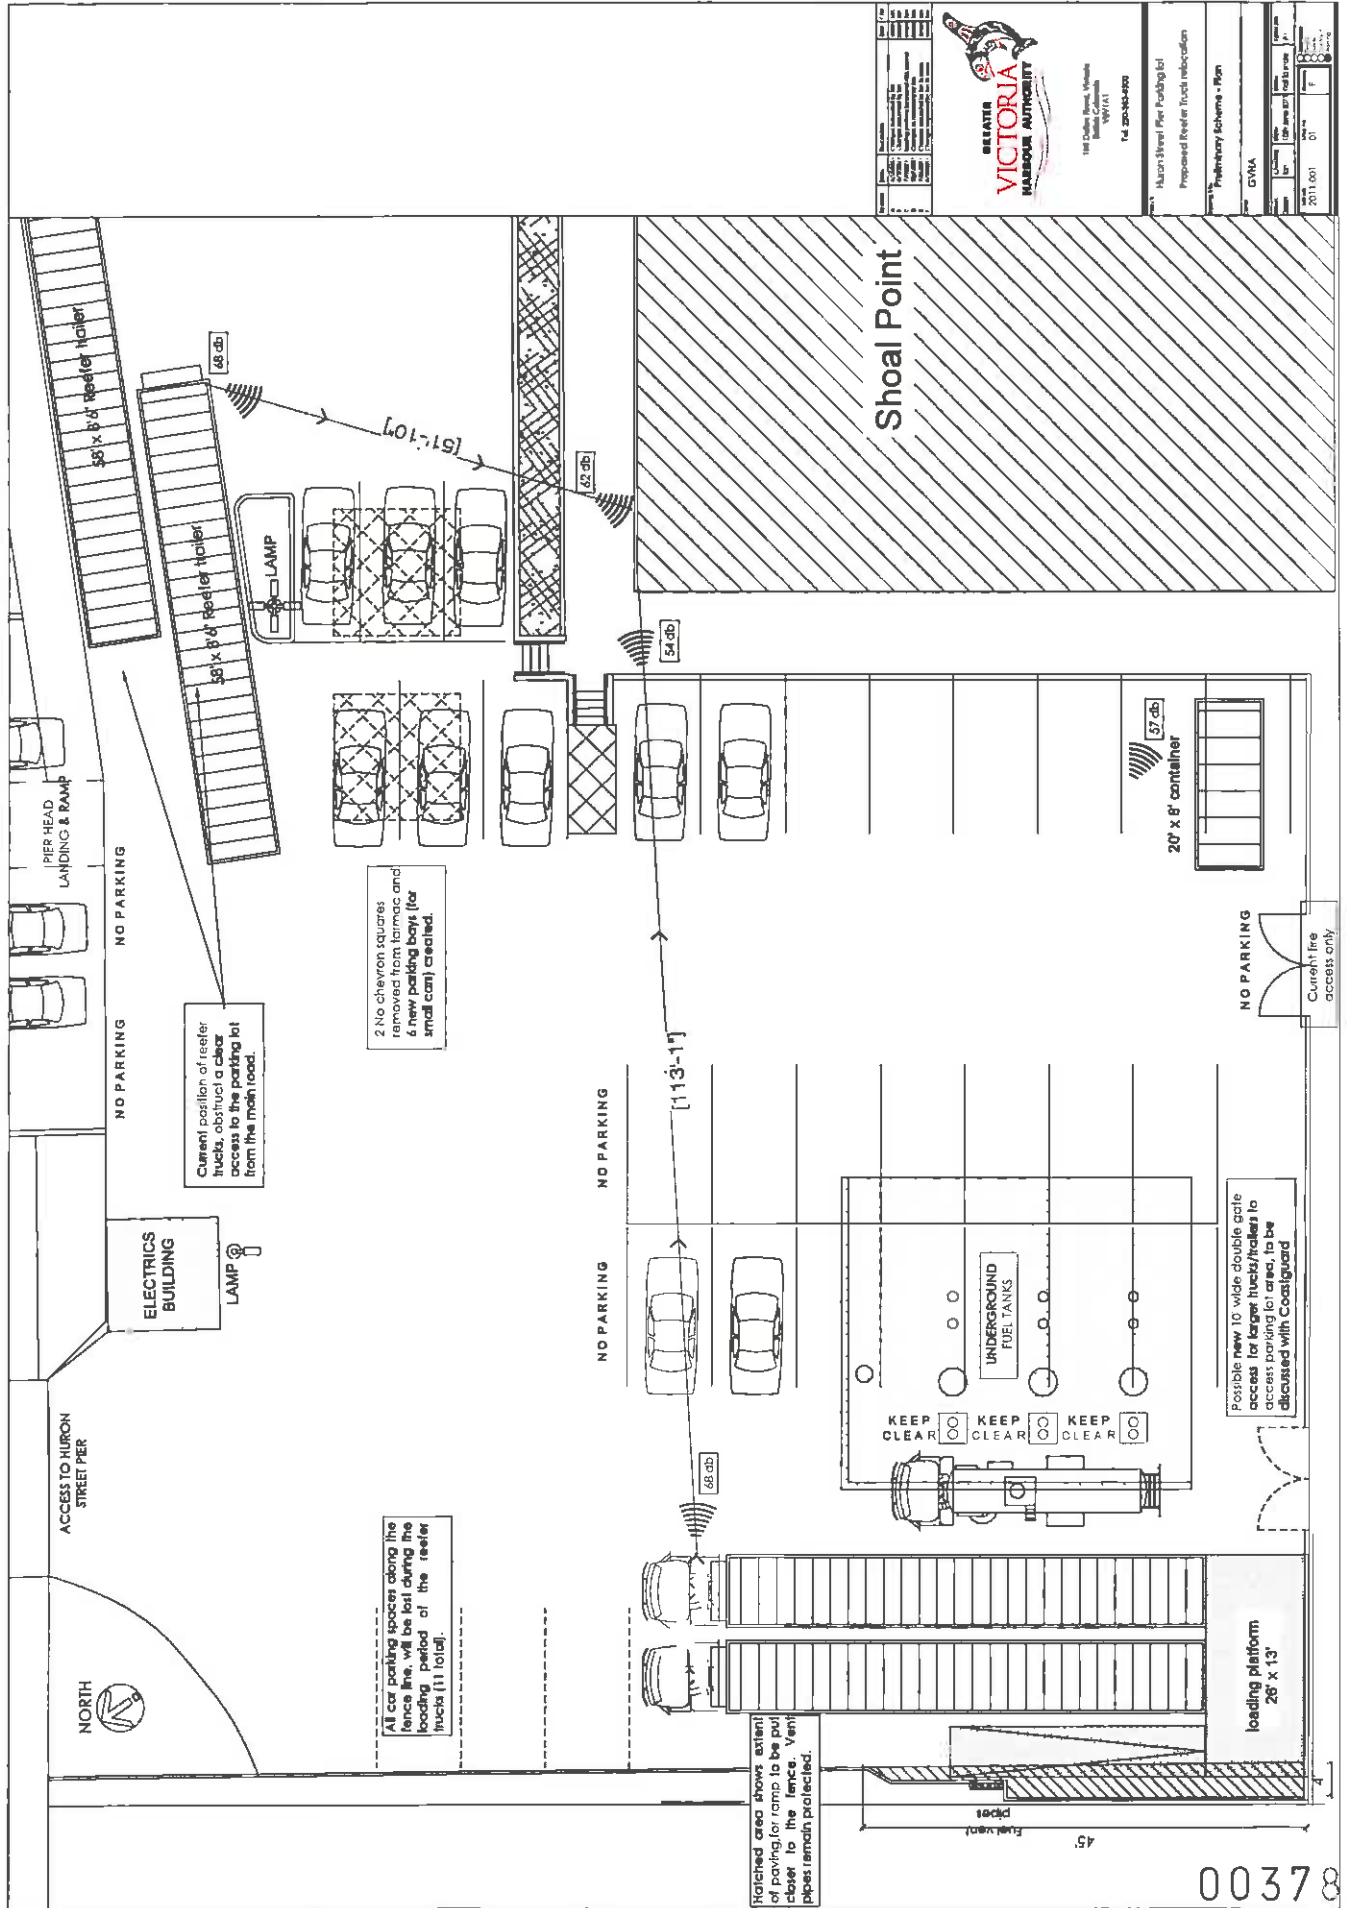 GREATER
VICTORIA
HARBOUR AUTHORITY
British Columbia
Huron Street Pier Parking lot
Proposed Reefer Truck relocation
Preliminary Scheme - Plan
GVHA
2011.001
01
F
58' x 8'6" Reefer trailer
58' x 8'6" Reefer trailer
68 db
[51'-10"]
62 db
LAMP
Shoal Point
54 db
57 db
20' x 8' container
PIER HEAD
LANDING & RAMP
NO PARKING
NO PARKING
Current position of reefer
trucks, obstruct a clear
access to the parking lot
from the main road.
2 No chevron squares
removed from tarmac and
6 new parking bays (for
small cars) created.
NO PARKING
Current fire
access only
[113'-1"]
NO PARKING
NO PARKING
ELECTRICS
BUILDING
LAMP
UNDERGROUND
FUEL TANKS
KEEP
CLEAR
KEEP
CLEAR
KEEP
CLEAR
Possible new 10' wide double gate
access for larger trucks/trailers to
access parking lot area, to be
discussed with Coastguard
ACCESS TO HURON
STREET PIER
68 db
All car parking spaces along the
fence line, will be lost during the
loading period of the reefer
trucks (11 total).
NORTH
loading platform
26' x 13'
Hatched area shows extent
of paving, for ramp to be put
closer to the fence. Vent
pipes remain protected.
Fuel vent
pipes
45'
4'
00378